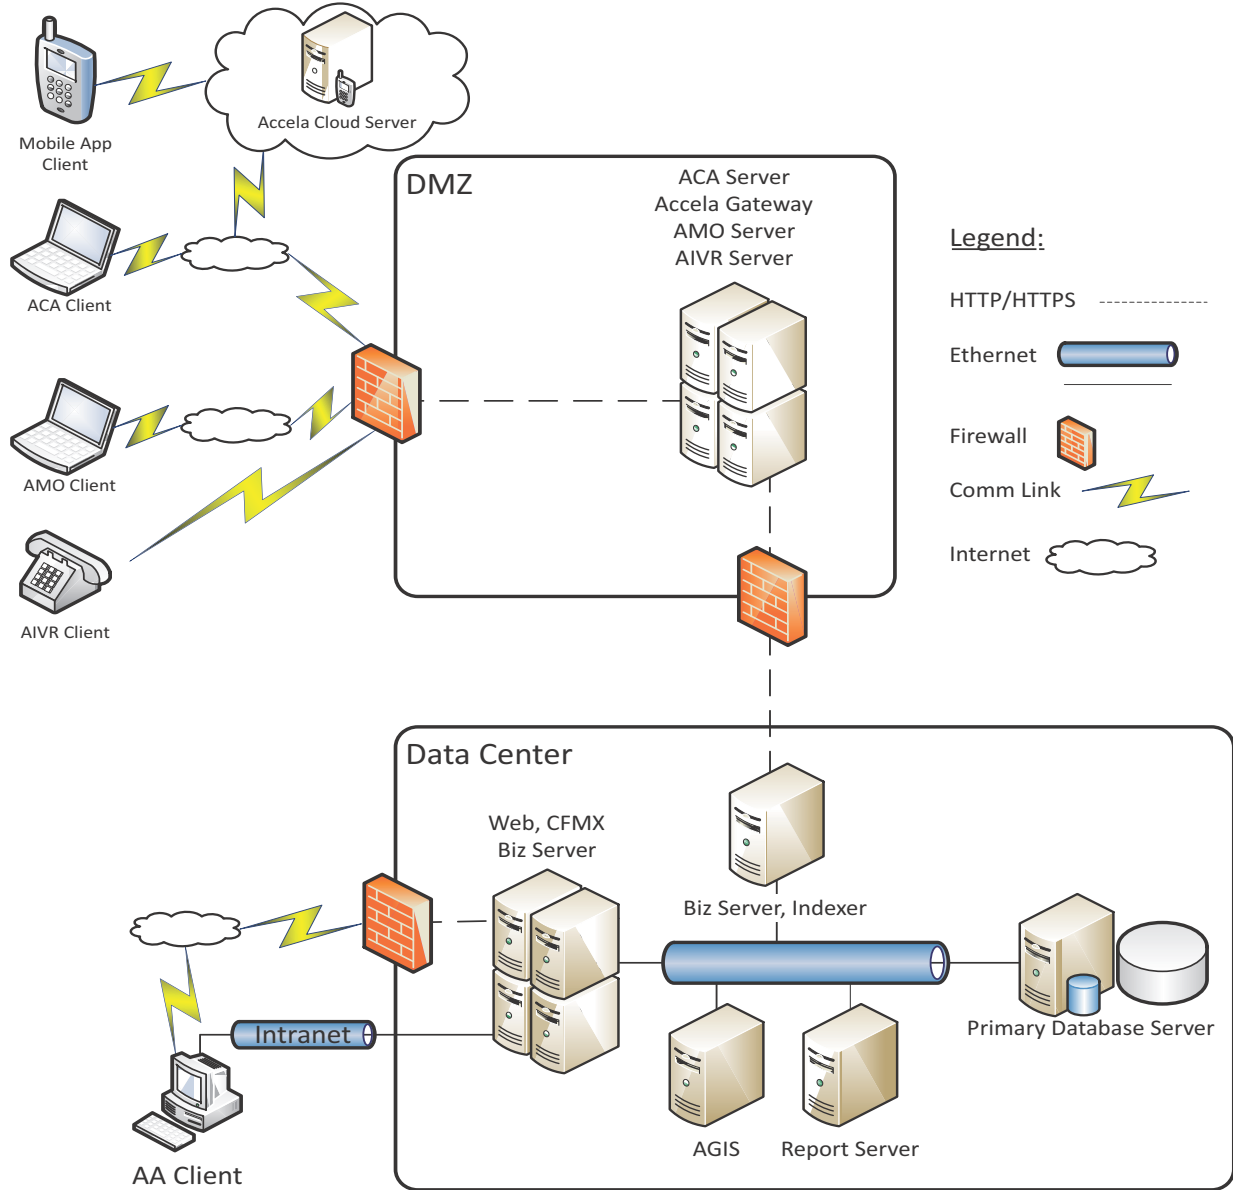 Accela Cloud Server
Mobile App
Client
DMZ
ACA Server
Accela Gateway
AMO Server
AIVR Server
Legend:
HTTP/HTTPS
Ethernet
Firewall
Comm Link
Internet
ACA Client
AMO Client
AIVR Client
Data Center
Web, CFMX
Biz Server
Biz Server, Indexer
Intranet
Primary Database Server
AGIS
Report Server
AA Client